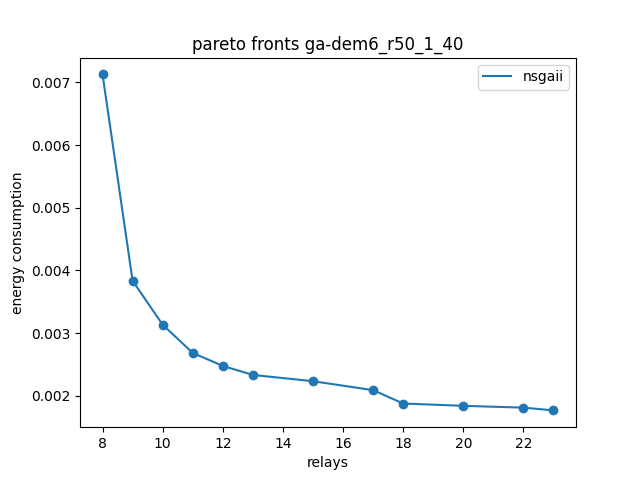 pareto fronts ga-dem6_r50_1_40
nsgaii
0.007
0.006
0.005
0.004
0.003
0.002
energy consumption
8 10 12 14 16 18 20 22
relays